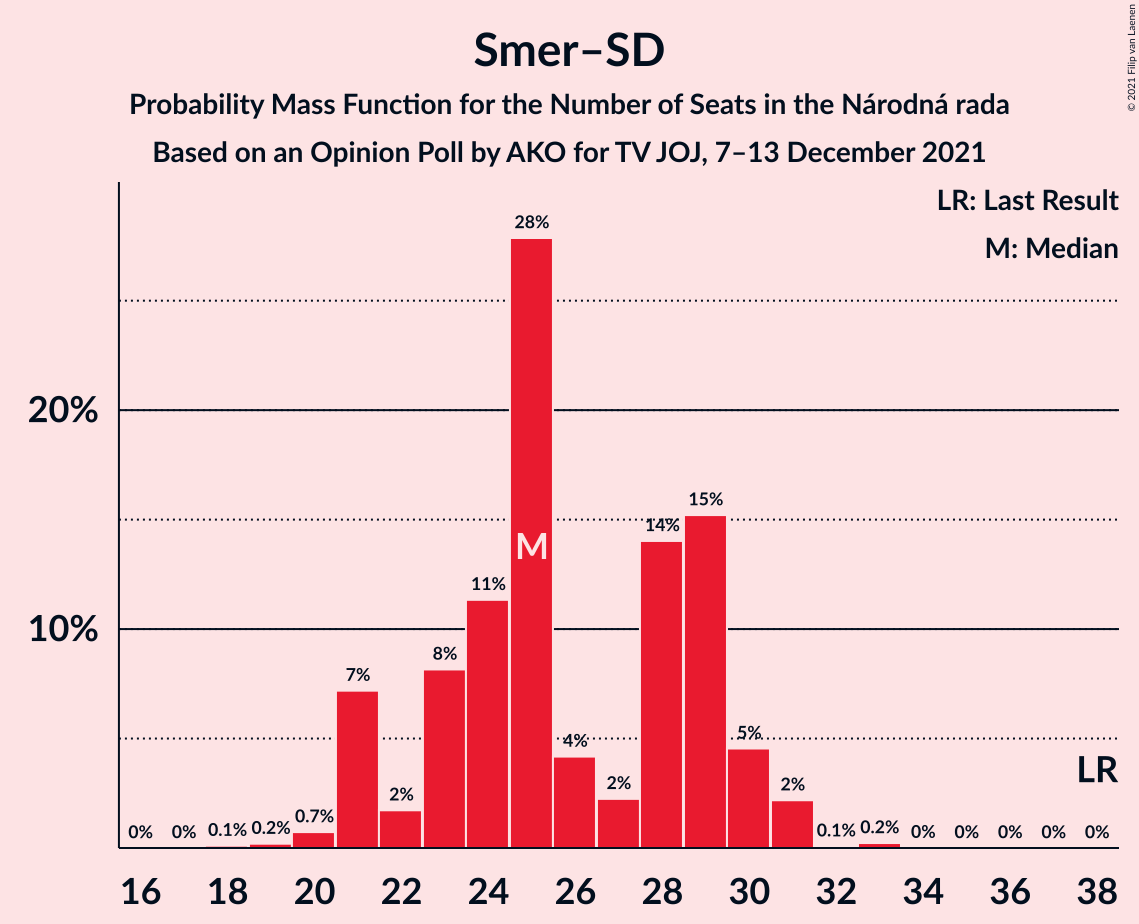 © 2021 Filip van Laenen
Smer–SD
Probability Mass Function for the Number of Seats in the Národná rada
Based on an Opinion Poll by AKO for TV JOJ, 7–13 December 2021
LR: Last Result
M: Median
28%
20%
15%
14%
M
11%
10%
8%
7%
5%
4%
LR
2%
2%
2%
0%
0%
0.1%
0.2%
0.7%
0.1%
0.2%
0%
0%
0%
0%
0%
16 18 20 22 24 26 28 30 32 34 36 38